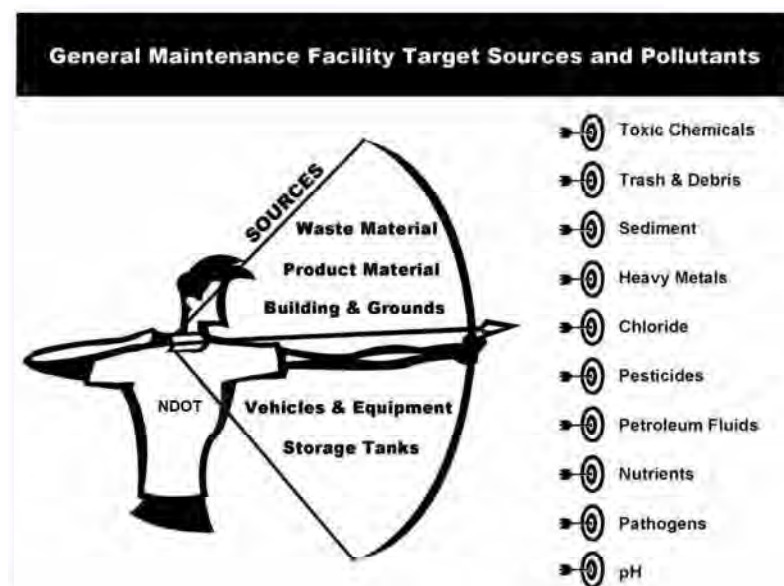 General Maintenance Facility Target Sources and Pollutants
SOURCES
Waste Material
Product Material
Building & Grounds
NDOT
Vehicles & Equipment
Storage Tanks
Toxic Chemicals
Trash & Debris
Sediment
Heavy Metals
Chloride
Pesticides
Petroleum Fluids
Nutrients
Pathogens
pH